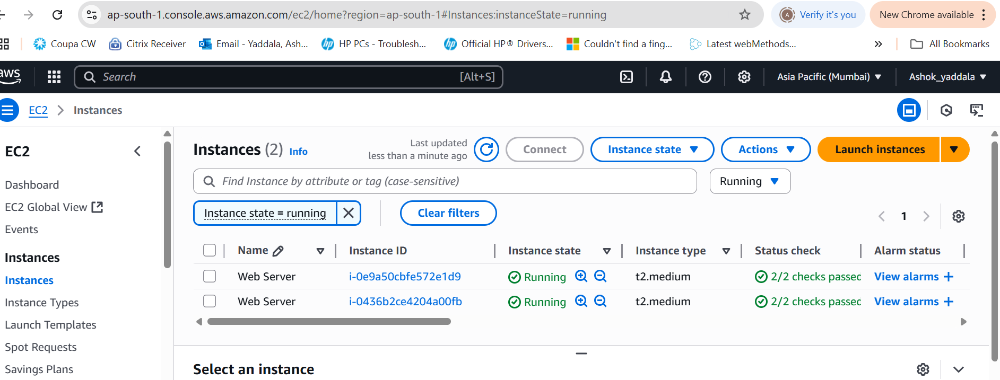 ap-south-1.console.aws.amazon.com/ec2/home?region=ap-south-1#Instances:instanceState=running
Verify it's you
New Chrome available
Coupa CW
Citrix Receiver
Email - Yaddala, Ash...
HP PCs - Troublesh...
Official HP® Drivers...
Couldn't find a fing...
Latest webMethods...
All Bookmarks
aws
Search
[Alt+S]
Asia Pacific (Mumbai)
Ashok_yaddala
EC2
Instances
EC2
Dashboard
EC2 Global View
Events
Instances
Instances
Instance Types
Launch Templates
Spot Requests
Savings Plans
Instances (2) Info
Last updated
less than a minute ago
Connect
Instance state
Actions
Launch instances
Find Instance by attribute or tag (case-sensitive)
Running
Instance state = running
Clear filters
1
Name Instance ID Instance state Instance type Status check Alarm status
Web Server i-0e9a50cbfe572e1d9 Running t2.medium 2/2 checks passed View alarms +
Web Server i-0436b2ce4204a00fb Running t2.medium 2/2 checks passed View alarms +
Select an instance